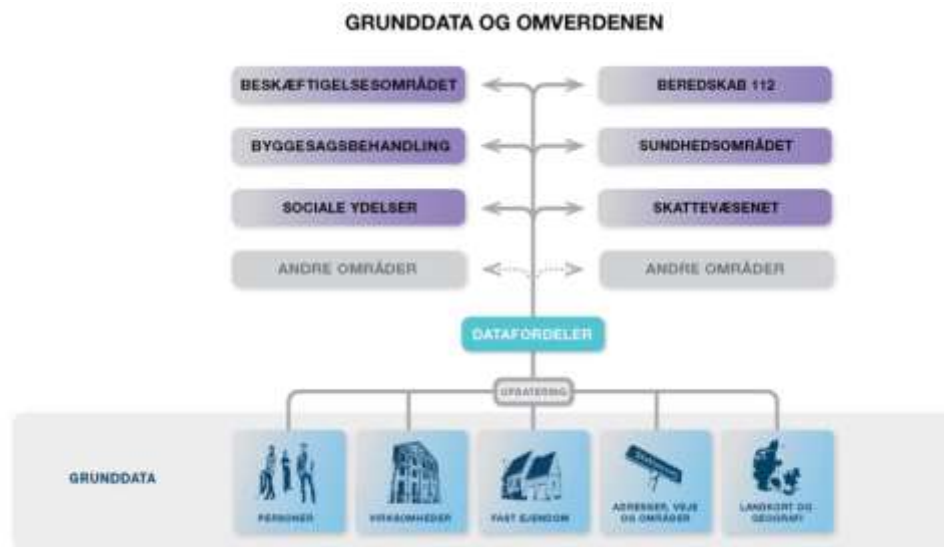 GRUNDDATA OG OMVERDENEN
BESKÆFTIGELSESOMRÅDET
BEREDSKAB 112
BYGGESAGSBEHANDLING
SUNDHEDSOMRÅDET
SOCIALE YDELSER
SKATTEVÆSENET
ANDRE OMRÅDER
ANDRE OMRÅDER
DATAFORDELER
OPDATERING
GRUNDDATA
PERSONER
VIRKSOMHEDER
FAST EJENDOM
ADRESSER, VEJE
OG OMRÅDER
LANDKORT OG
GEOGRAFI